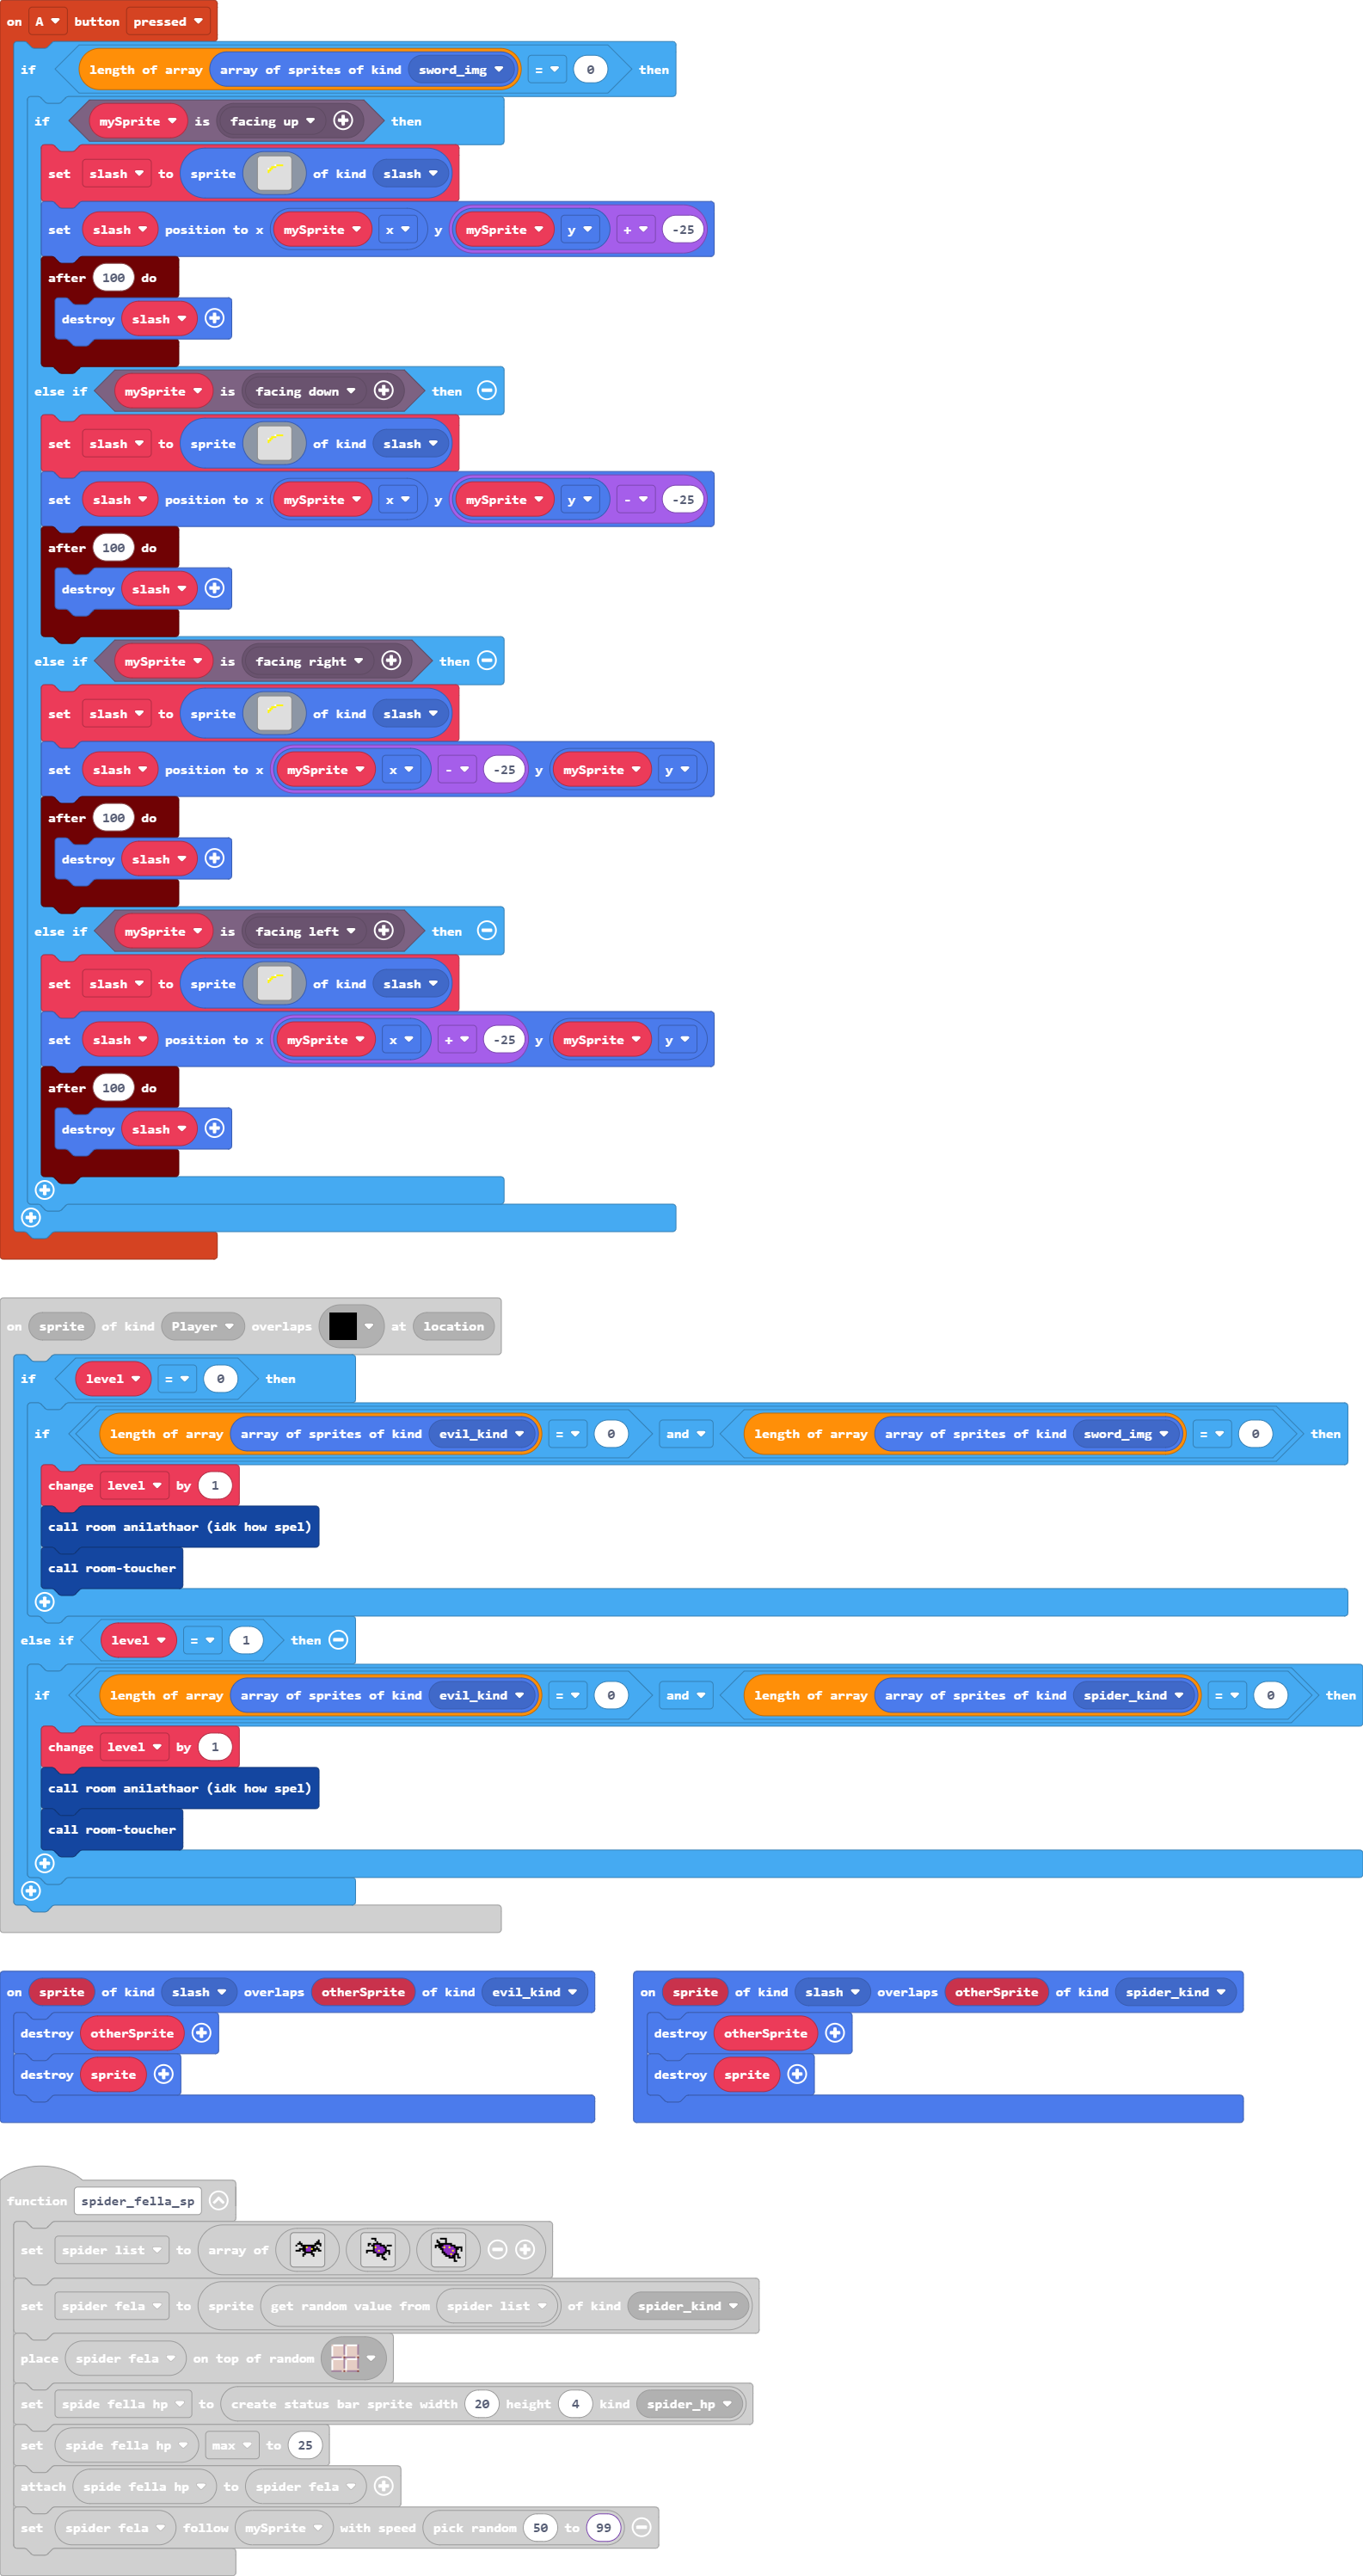 on A button pressed
if length of array array of sprites of kind sword_img = 0 then
if mySprite is facing up then
set slash to sprite of kind slash
set slash position to x mySprite x y mySprite y + -25
after 100 do
destroy slash
else if mySprite is facing down then
set slash to sprite of kind slash
set slash position to x mySprite x y mySprite y - -25
after 100 do
destroy slash
else if mySprite is facing right then
set slash to sprite of kind slash
set slash position to x mySprite x - -25 y mySprite y
after 100 do
destroy slash
else if mySprite is facing left then
set slash to sprite of kind slash
set slash position to x mySprite x + -25 y mySprite y
after 100 do
destroy slash
on sprite of kind Player overlaps at location
if level = 0 then
if length of array array of sprites of kind evil_kind = 0 and length of array array of sprites of kind sword_img = 0 then
change level by 1
call room anilathaor (idk how spel)
call room-toucher
else if level = 1 then
if length of array array of sprites of kind evil_kind = 0 and length of array array of sprites of kind spider_kind = 0 then
change level by 1
call room anilathaor (idk how spel)
call room-toucher
on sprite of kind slash overlaps otherSprite of kind evil_kind
destroy otherSprite
destroy sprite
on sprite of kind slash overlaps otherSprite of kind spider_kind
destroy otherSprite
destroy sprite
function spider_fella_sp
set spider list to array of
set spider fela to sprite get random value from spider list of kind spider_kind
place spider fela on top of random
set spide fella hp to create status bar sprite width 20 height 4 kind spider_hp
set spide fella hp max to 25
attach spide fella hp to spider fela
set spider fela follow mySprite with speed pick random 50 to 99